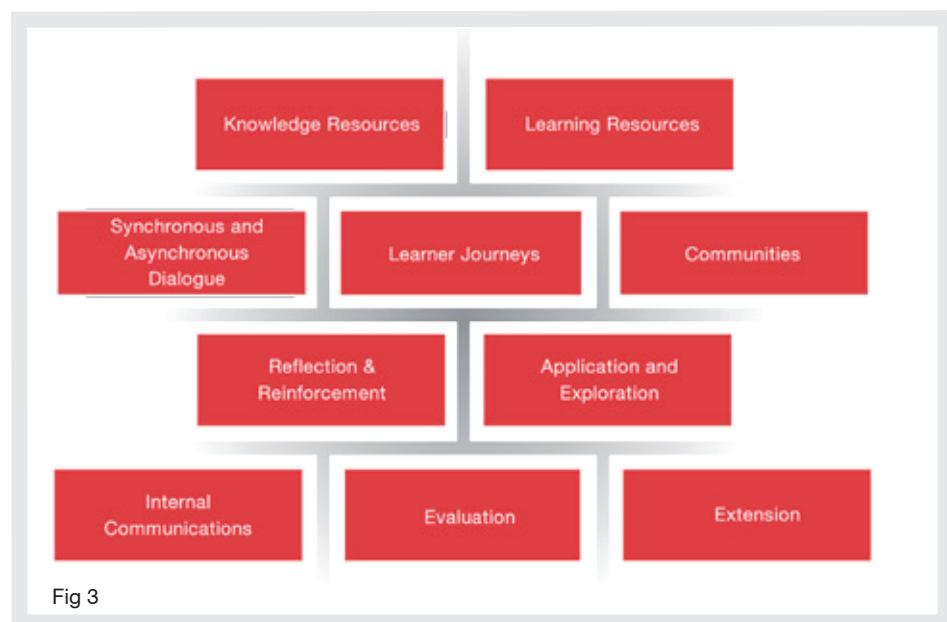 Knowledge Resources
Learning Resources
Synchronous and
Asynchronous
Dialogue
Learner Journeys
Communities
Reflection &
Reinforcement
Application and
Exploration
Internal
Communications
Evaluation
Extension
Fig 3